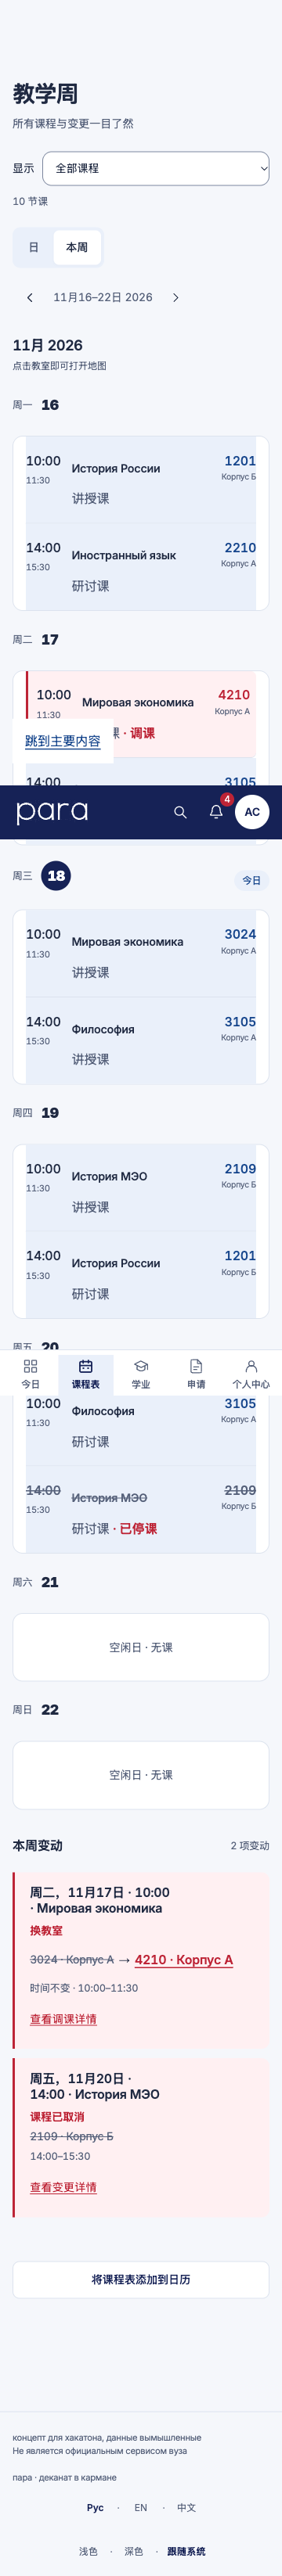 教学周
所有课程与变更一目了然
显示 全部课程
10 节课
日 本周
11月16–22日 2026
11月 2026
点击教室即可打开地图
周一 16
10:00 История России 1201
11:30 Корпус Б
讲授课
14:00 Иностранный язык 2210
15:30 Корпус А
研讨课
周二 17
10:00 Мировая экономика 4210
11:30 Корпус А
课 · 调课
跳到主要内容
14:00 3105
para 4 АС
周三 18 今日
10:00 Мировая экономика 3024
11:30 Корпус А
讲授课
14:00 Философия 3105
15:30 Корпус А
讲授课
周四 19
10:00 История МЭО 2109
11:30 Корпус Б
讲授课
14:00 История России 1201
15:30 Корпус Б
研讨课
周五 20
今日 课程表 学业 申请 个人中心
10:00 Философия 3105
11:30 Корпус А
研讨课
14:00 История МЭО 2109
15:30 Корпус Б
研讨课 · 已停课
周六 21
空闲日 · 无课
周日 22
空闲日 · 无课
本周变动 2 项变动
周二，11月17日 · 10:00
· Мировая экономика
换教室
3024 · Корпус А → 4210 · Корпус А
时间不变 · 10:00–11:30
查看调课详情
周五，11月20日 ·
14:00 · История МЭО
课程已取消
2109 · Корпус Б
14:00–15:30
查看变更详情
将课程表添加到日历
концепт для хакатона, данные вымышленные
Не является официальным сервисом вуза
пара · деканат в кармане
Рус · EN · 中文
浅色 · 深色 · 跟随系统